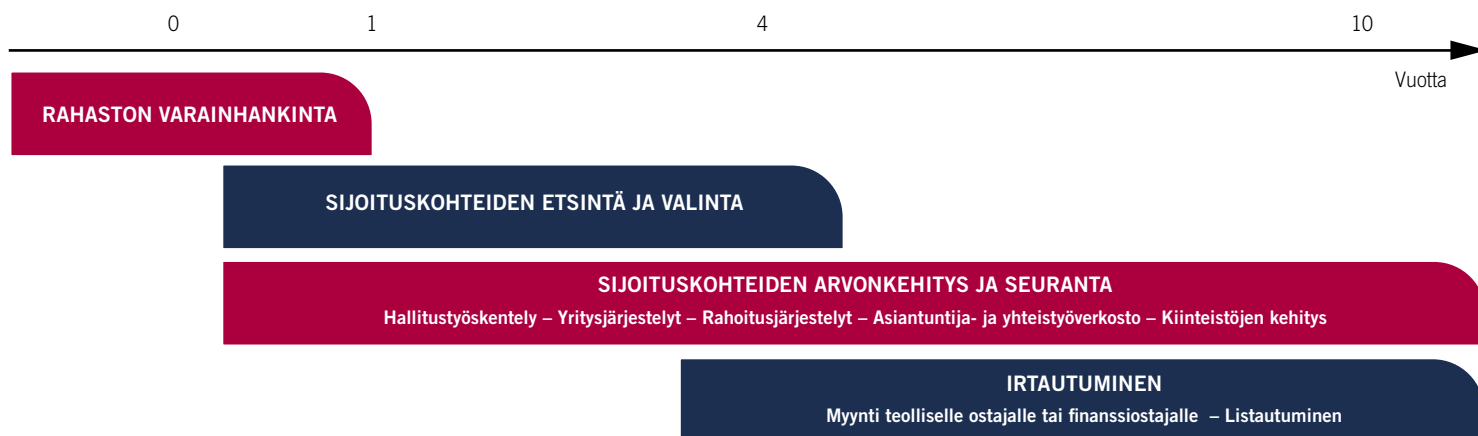 0 1 4 10
Vuotta
RAHASTON VARAINHANKINTA
SIJOITUSKOHTEIDEN ETSINTÄ JA VALINTA
SIJOITUSKOHTEIDEN ARVONKEHITYS JA SEURANTA
Hallitustyöskentely – Yritysjärjestelyt – Rahoitusjärjestelyt – Asiantuntija- ja yhteistyöverkosto – Kiinteistöjen kehitys
IRTAUTUMINEN
Myynti teolliselle ostajalle tai finanssiostajalle – Listautuminen